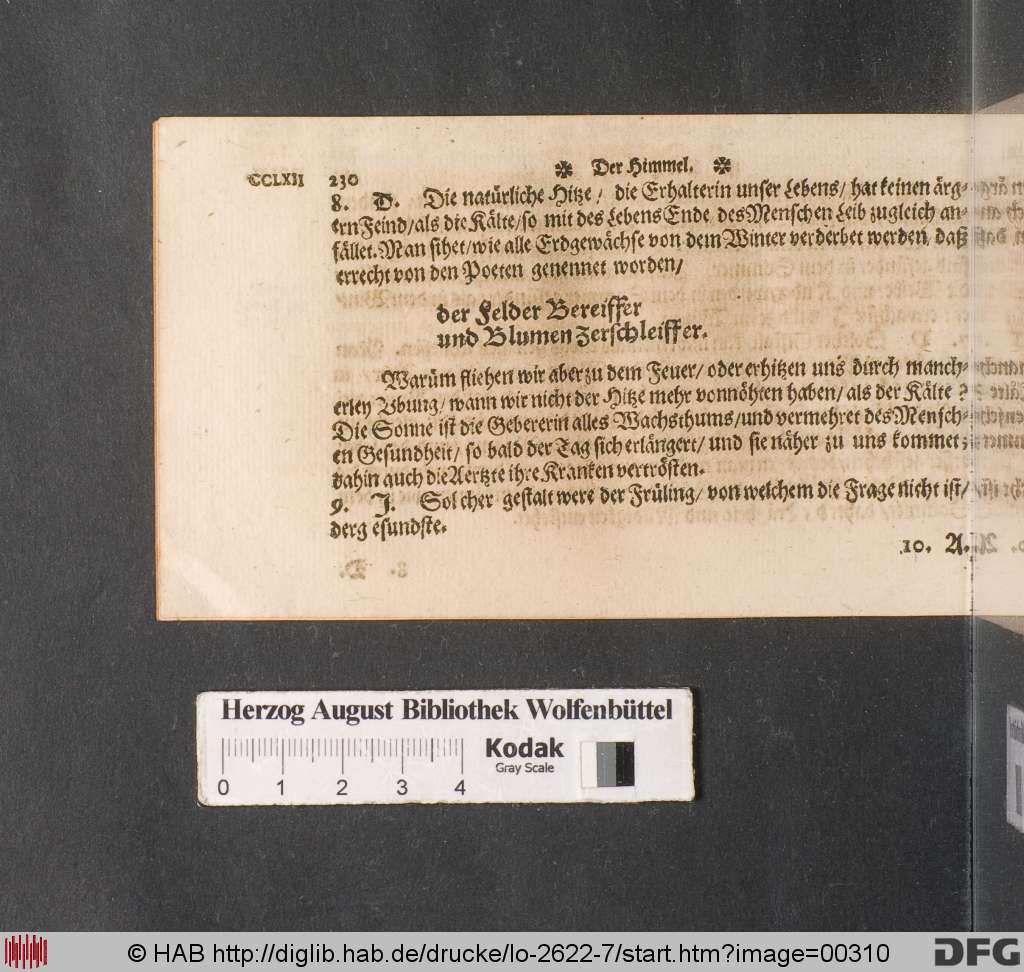 CCLXII 230 ✲ Der Himmel. ✲
8. D. Die natürliche Hitze / die Erhalterin unser Lebens/ hat keinen ärg-
ern Feind/als die Kälte/so mit des Lebens Ende des Menschen Leib zugleich an-
fället. Man sihet/wie alle Erdgewächse von dem Winter verderbet werden, daß
er recht von den Poeten genennet worden/
der Felder Bereiffer
und Blumen Zerschleiffer.
Warům fliehen wir aber zu dem Feuer/ oder erhitzen uns durch manch-
erley Ubung/ wann wir nicht der Hitze mehr vonnöhten haben/ als der Kälte?
Die Sonne ist die Gebererin alles Wachsthums/und vermehret des Mensch-
en Gesundheit/ so bald der Tag sich erlängert/ und sie näher zu uns kommet;
dahin auch die Aertzte ihre Kranken vertrösten.
9. J. Solcher gestalt were der Früling/ von welchem die Frage nicht ist/
derg esundste.
10. A.
Herzog August Bibliothek Wolfenbüttel
Kodak
Gray Scale
0 1 2 3 4
© HAB http://diglib.hab.de/drucke/lo-2622-7/start.htm?image=00310 DFG